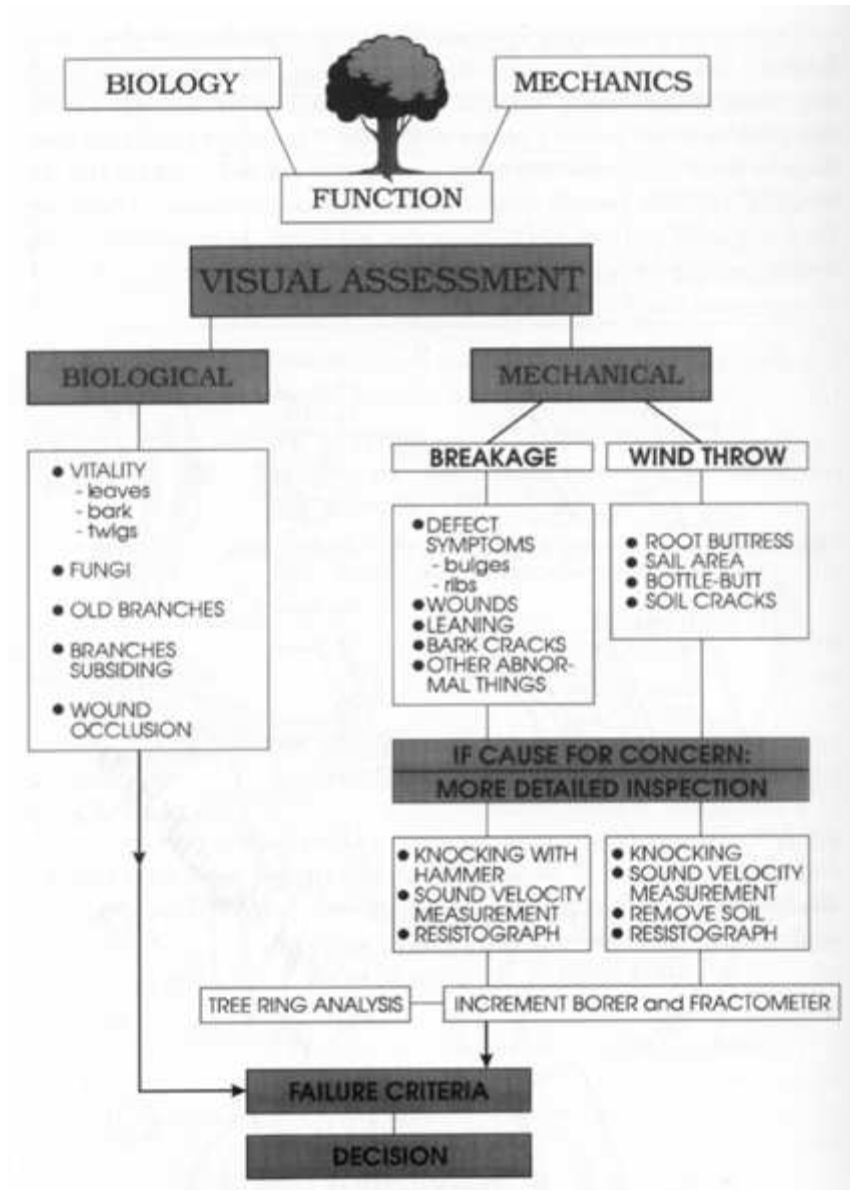 BIOLOGY
MECHANICS
FUNCTION
VISUAL ASSESSMENT
BIOLOGICAL
MECHANICAL
● VITALITY
- leaves
- bark
- twigs
● FUNGI
● OLD BRANCHES
● BRANCHES
SUBSIDING
● WOUND
OCCLUSION
BREAKAGE
● DEFECT
SYMPTOMS
- bulges
- ribs
● WOUNDS
● LEANING
● BARK CRACKS
● OTHER ABNOR-
MAL THINGS
WIND THROW
● ROOT BUTTRESS
● SAIL AREA
● BOTTLE-BUTT
● SOIL CRACKS
IF CAUSE FOR CONCERN:
MORE DETAILED INSPECTION
● KNOCKING WITH
HAMMER
● SOUND VELOCITY
MEASUREMENT
● RESISTOGRAPH
● KNOCKING
● SOUND VELOCITY
MEASUREMENT
● REMOVE SOIL
● RESISTOGRAPH
TREE RING ANALYSIS
INCREMENT BORER and FRACTOMETER
FAILURE CRITERIA
DECISION